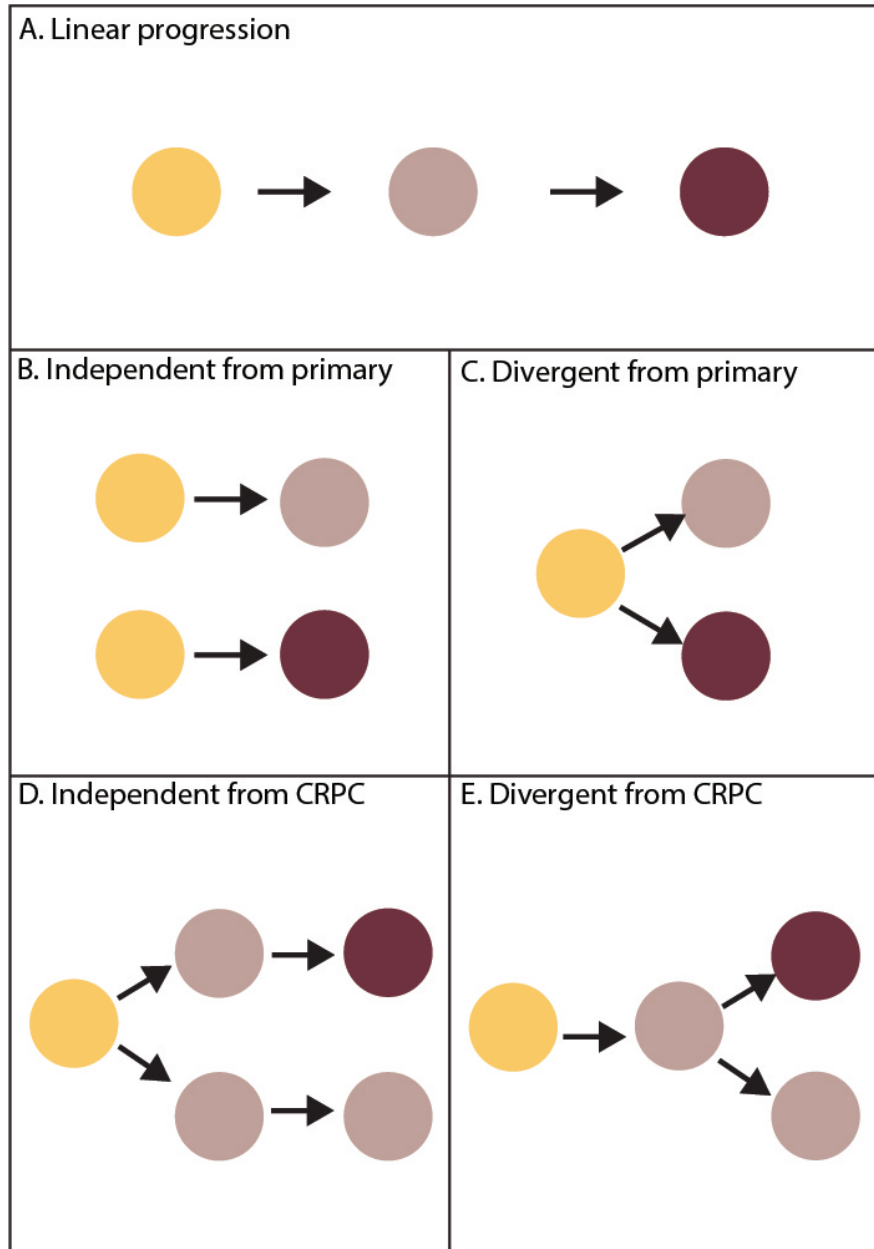 A. Linear progression
B. Independent from primary
C. Divergent from primary
D. Independent from CRPC
E. Divergent from CRPC